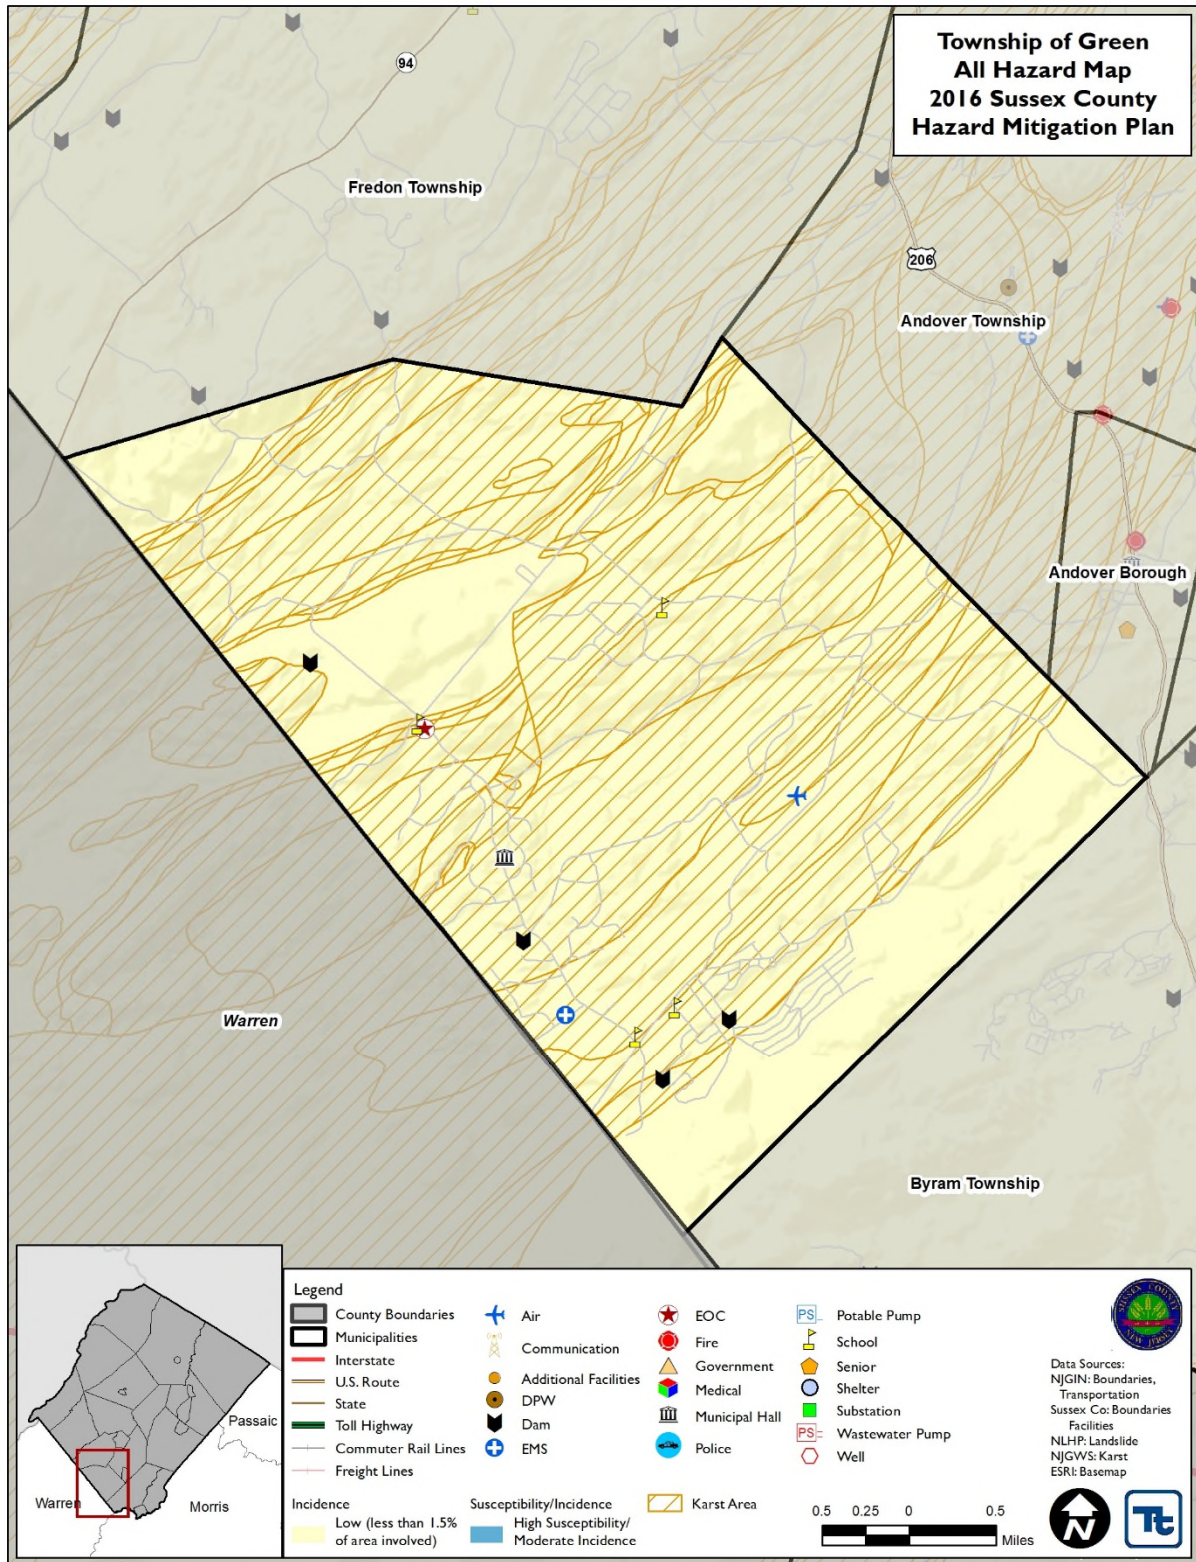 Township of Green
All Hazard Map
2016 Sussex County
Hazard Mitigation Plan
94
Fredon Township
206
Andover Township
Andover Borough
Warren
Byram Township
Passaic
Warren
Morris
Legend
County Boundaries
Municipalities
Interstate
U.S. Route
State
Toll Highway
Commuter Rail Lines
Freight Lines
Air
Communication
Additional Facilities
DPW
Dam
EMS
EOC
Fire
Government
Medical
Municipal Hall
Police
PS
Potable Pump
School
Senior
Shelter
Substation
PS
Wastewater Pump
Well
Incidence
Low (less than 1.5%
of area involved)
Susceptibility/Incidence
High Susceptibility/
Moderate Incidence
Karst Area
0.5 0.25 0 0.5
Miles
SUSSEX COUNTY
NEW JERSEY
Data Sources:
NJGIN: Boundaries,
Transportation
Sussex Co: Boundaries
Facilities
NLHP: Landslide
NJGWS: Karst
ESRI: Basemap
N
Tt